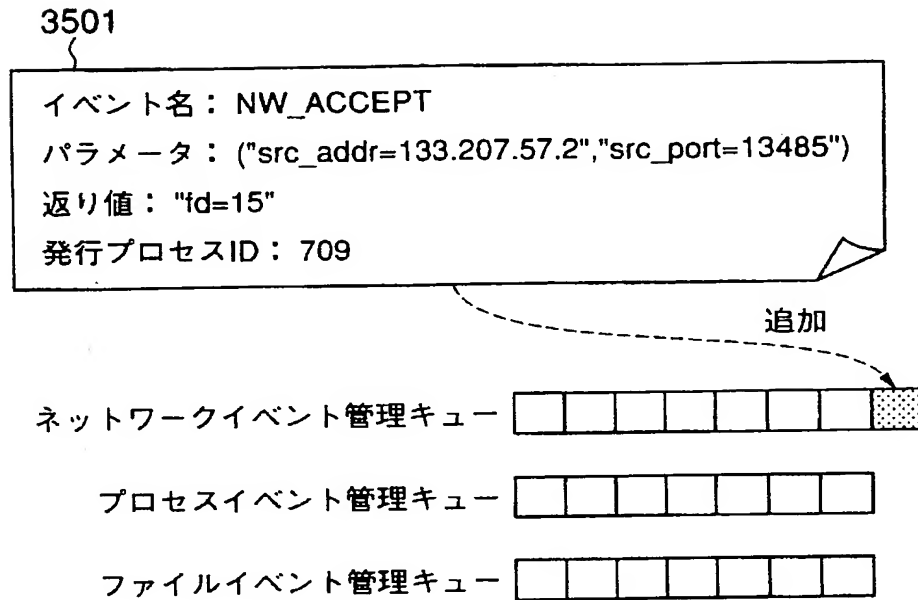 3501
イベント名： NW_ACCEPT
パラメータ： ("src_addr=133.207.57.2","src_port=13485")
返り値： "fd=15"
発行プロセスID： 709
追加
ネットワークイベント管理キュー
プロセスイベント管理キュー
ファイルイベント管理キュー